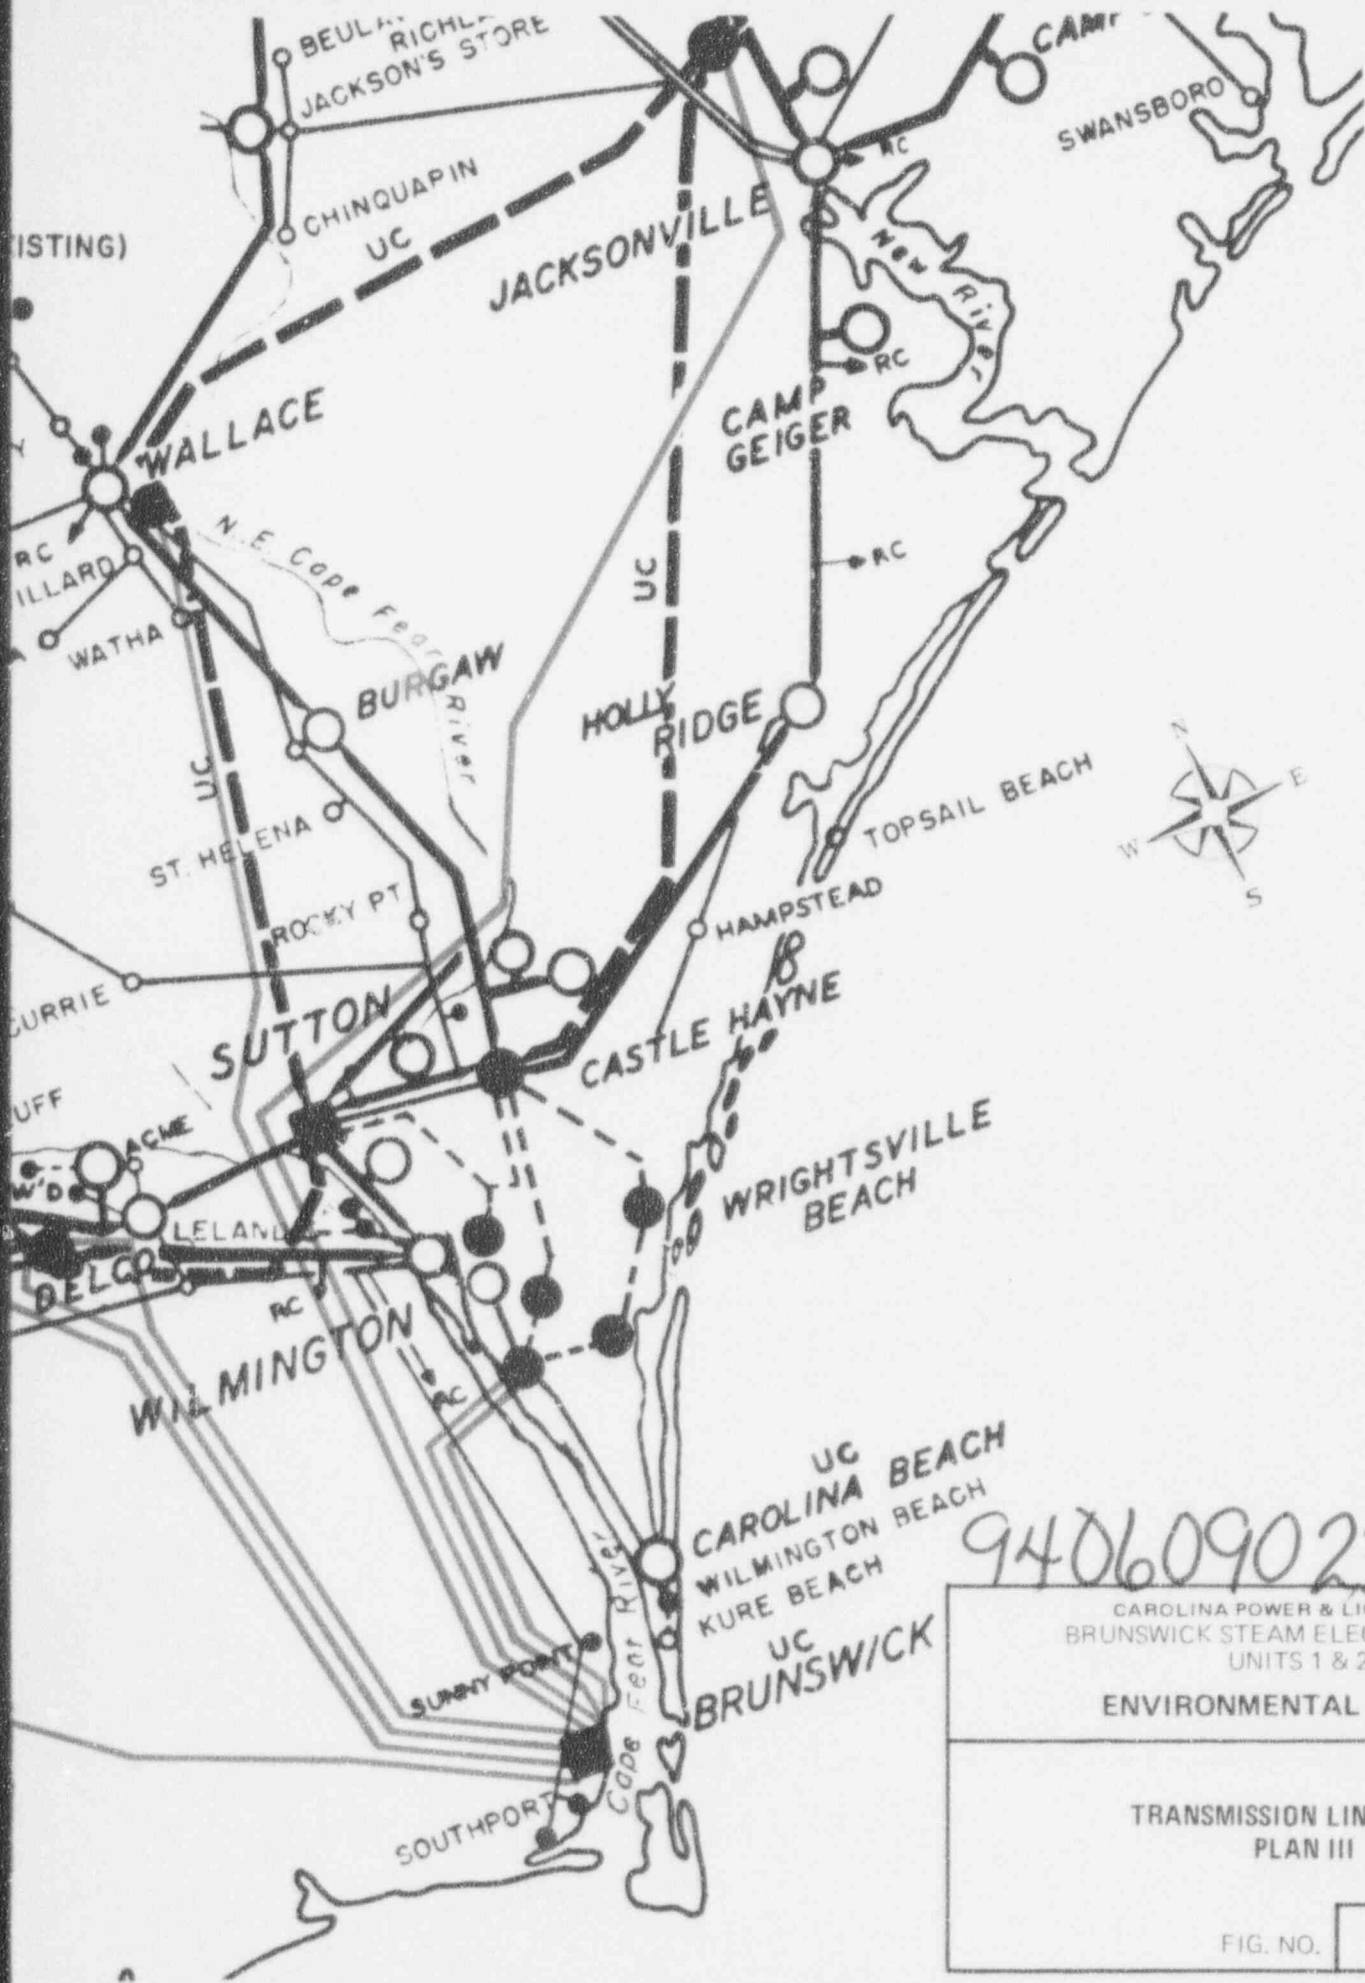 JACKSON'S STORE
SWANSBORO
CHINQUAPIN
RC
UC
ISTING)
JACKSONVILLE
New River
RC
CAMP
GEIGER
WALLACE
N.E. Cape Fear River
RC
ILLARD
RC
UC
WATHA
BURGAW
HOLLY
RIDGE
UC
N
E
W
S
TOPSAIL BEACH
ST. HELENA
ROCKY PT
HAMPSTEAD
CURRIE
SUTTON
CASTLE HAYNE
UFF
ACME
W'D
WRIGHTSVILLE
BEACH
LELAND
DELCO
RC
WILMINGTON
RC
UC
CAROLINA BEACH
WILMINGTON BEACH
KURE BEACH
UC
BRUNSWICK
Cape Fear River
SUNNY POINT
SOUTHPORT
94060902
CAROLINA POWER & LI
BRUNSWICK STEAM ELEC
UNITS 1 & 2
ENVIRONMENTAL
TRANSMISSION LIN
PLAN III
FIG. NO.